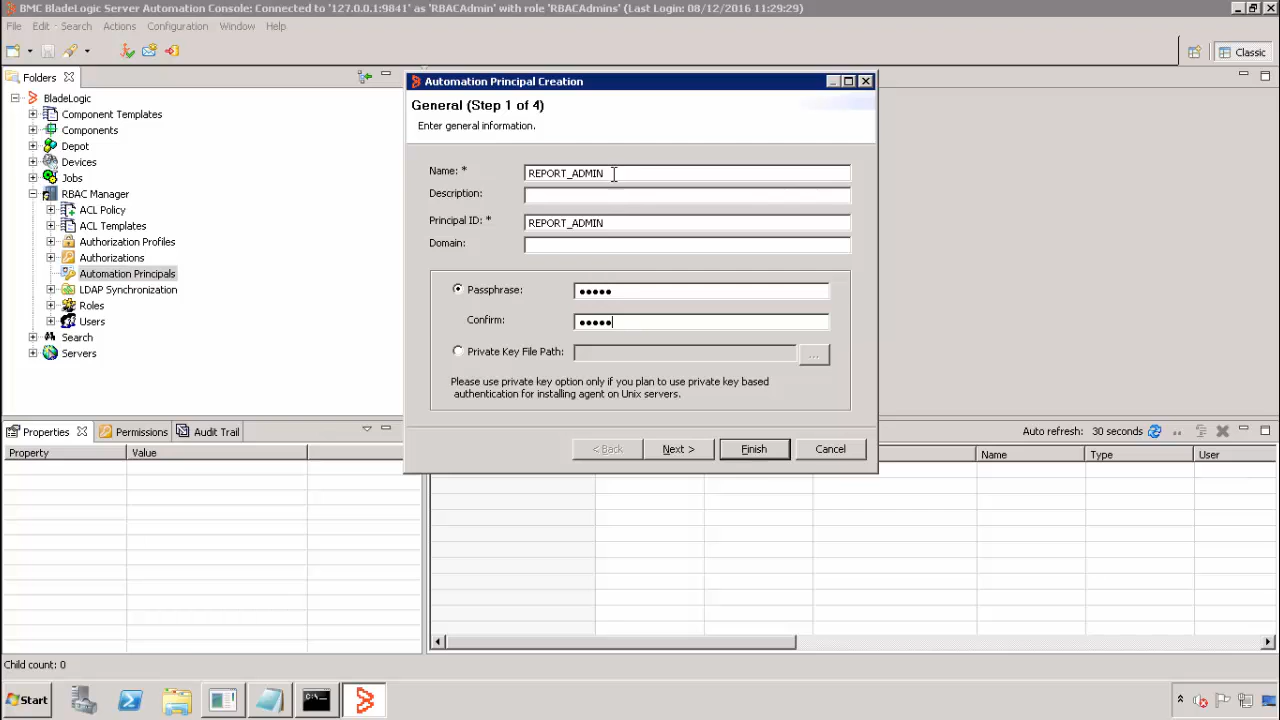 BMC BladeLogic Server Automation Console: Connected to '127.0.0.1:9841' as 'RBACAdmin' with role 'RBACAdmins' (Last Login: 08/12/2016 11:29:29)
File Edit Search Actions Configuration Window Help
Classic
Folders
BladeLogic
Component Templates
Components
Depot
Devices
Jobs
RBAC Manager
ACL Policy
ACL Templates
Authorization Profiles
Authorizations
Automation Principals
LDAP Synchronization
Roles
Users
Search
Servers
Automation Principal Creation
General (Step 1 of 4)
Enter general information.
Name: * REPORT_ADMIN
Description:
Principal ID: * REPORT_ADMIN
Domain:
Passphrase: ●●●●●
Confirm: ●●●●●
Private Key File Path: ...
Please use private key option only if you plan to use private key based
authentication for installing agent on Unix servers.
< Back Next > Finish Cancel
Properties Permissions Audit Trail
Property Value
Auto refresh: 30 seconds
Name Type User
Child count: 0
Start